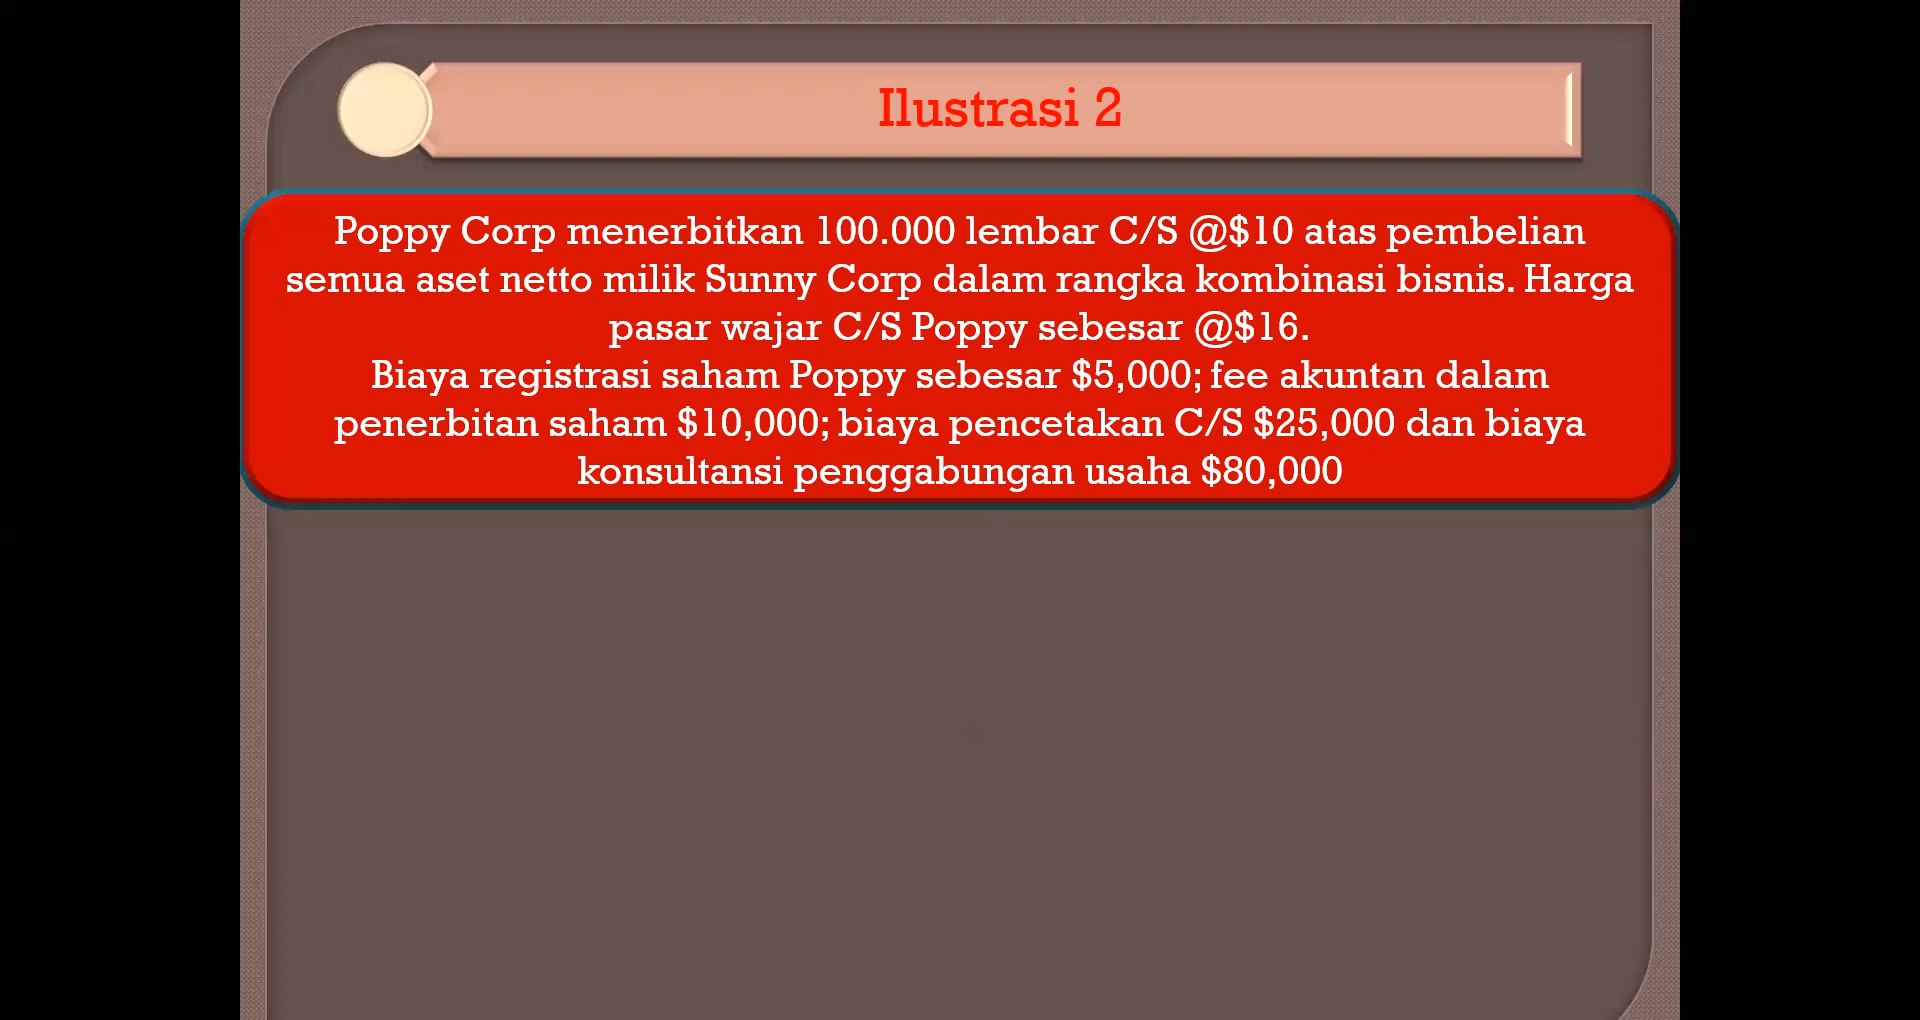 Ilustrasi 2
Poppy Corp menerbitkan 100.000 lembar C/S @$10 atas pembelian
semua aset netto milik Sunny Corp dalam rangka kombinasi bisnis. Harga
pasar wajar C/S Poppy sebesar @$16.
Biaya registrasi saham Poppy sebesar $5,000; fee akuntan dalam
penerbitan saham $10,000; biaya pencetakan C/S $25,000 dan biaya
konsultansi penggabungan usaha $80,000